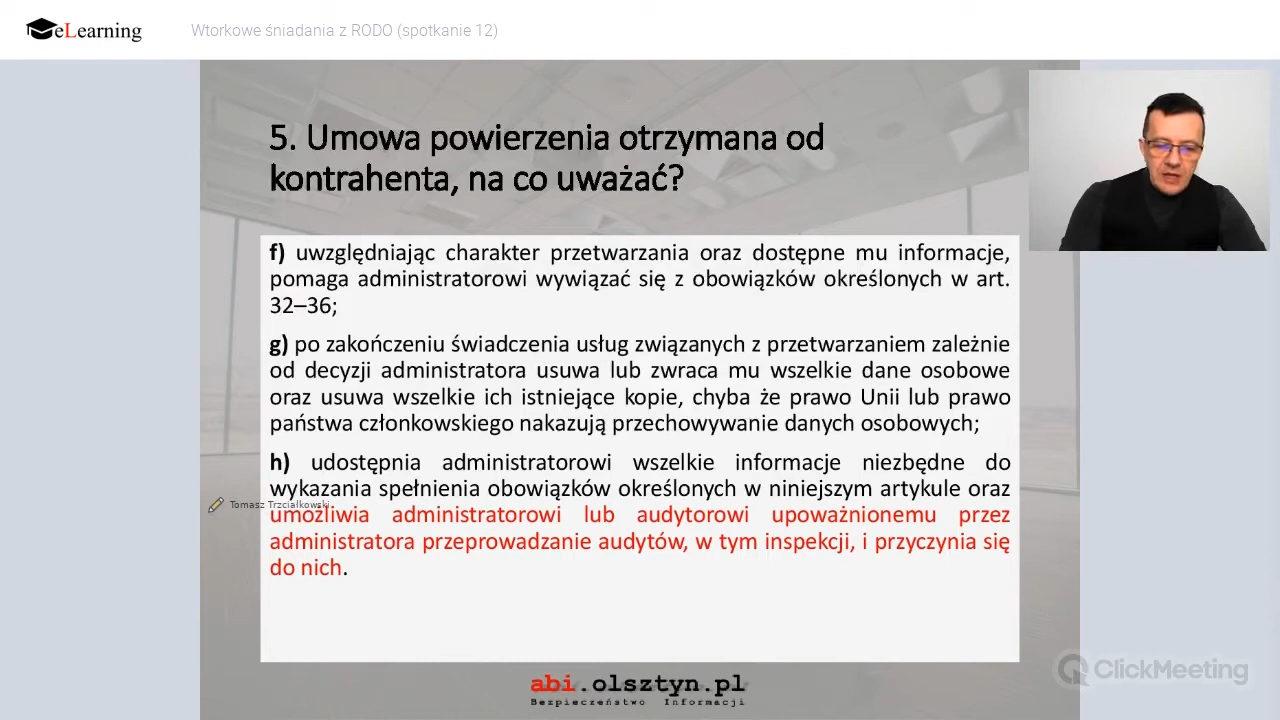 eLearning
Wtorkowe śniadania z RODO (spotkanie 12)
5. Umowa powierzenia otrzymana od
kontrahenta, na co uważać?
f) uwzględniając charakter przetwarzania oraz dostępne mu informacje,
pomaga administratorowi wywiązać się z obowiązków określonych w art.
32–36;
g) po zakończeniu świadczenia usług związanych z przetwarzaniem zależnie
od decyzji administratora usuwa lub zwraca mu wszelkie dane osobowe
oraz usuwa wszelkie ich istniejące kopie, chyba że prawo Unii lub prawo
państwa członkowskiego nakazują przechowywanie danych osobowych;
h) udostępnia administratorowi wszelkie informacje niezbędne do
wykazania spełnienia obowiązków określonych w niniejszym artykule oraz
Tomasz Trzciałkowski
umożliwia administratorowi lub audytorowi upoważnionemu przez
administratora przeprowadzanie audytów, w tym inspekcji, i przyczynia się
do nich.
abi.olsztyn.pl
Bezpieczeństwo Informacji
ClickMeeting